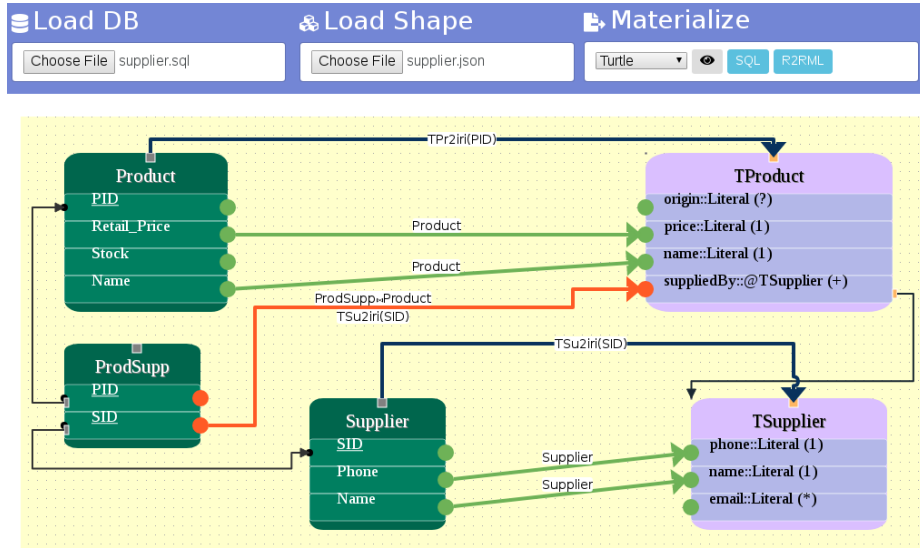 Load DB
Choose File supplier.sql
Load Shape
Choose File supplier.json
Materialize
Turtle SQL R2RML
TPr2iri(PID)
Product
PID
Retail_Price
Stock
Name
Product
Product
TProduct
origin::Literal (?)
price::Literal (1)
name::Literal (1)
suppliedBy::@TSupplier (+)
ProdSupp⋈Product
TSu2iri(SID)
ProdSupp
PID
SID
TSu2iri(SID)
Supplier
SID
Phone
Name
Supplier
Supplier
TSupplier
phone::Literal (1)
name::Literal (1)
email::Literal (*)